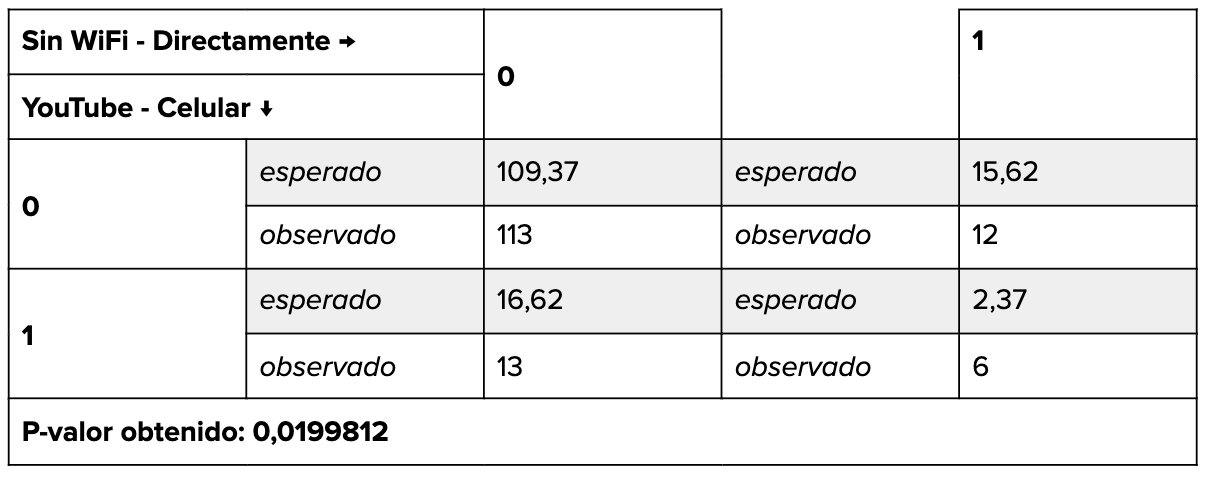 Sin WiFi - Directamente → 0 1
YouTube - Celular ↓
0 esperado 109,37 esperado 15,62
observado 113 observado 12
1 esperado 16,62 esperado 2,37
observado 13 observado 6
P-valor obtenido: 0,0199812